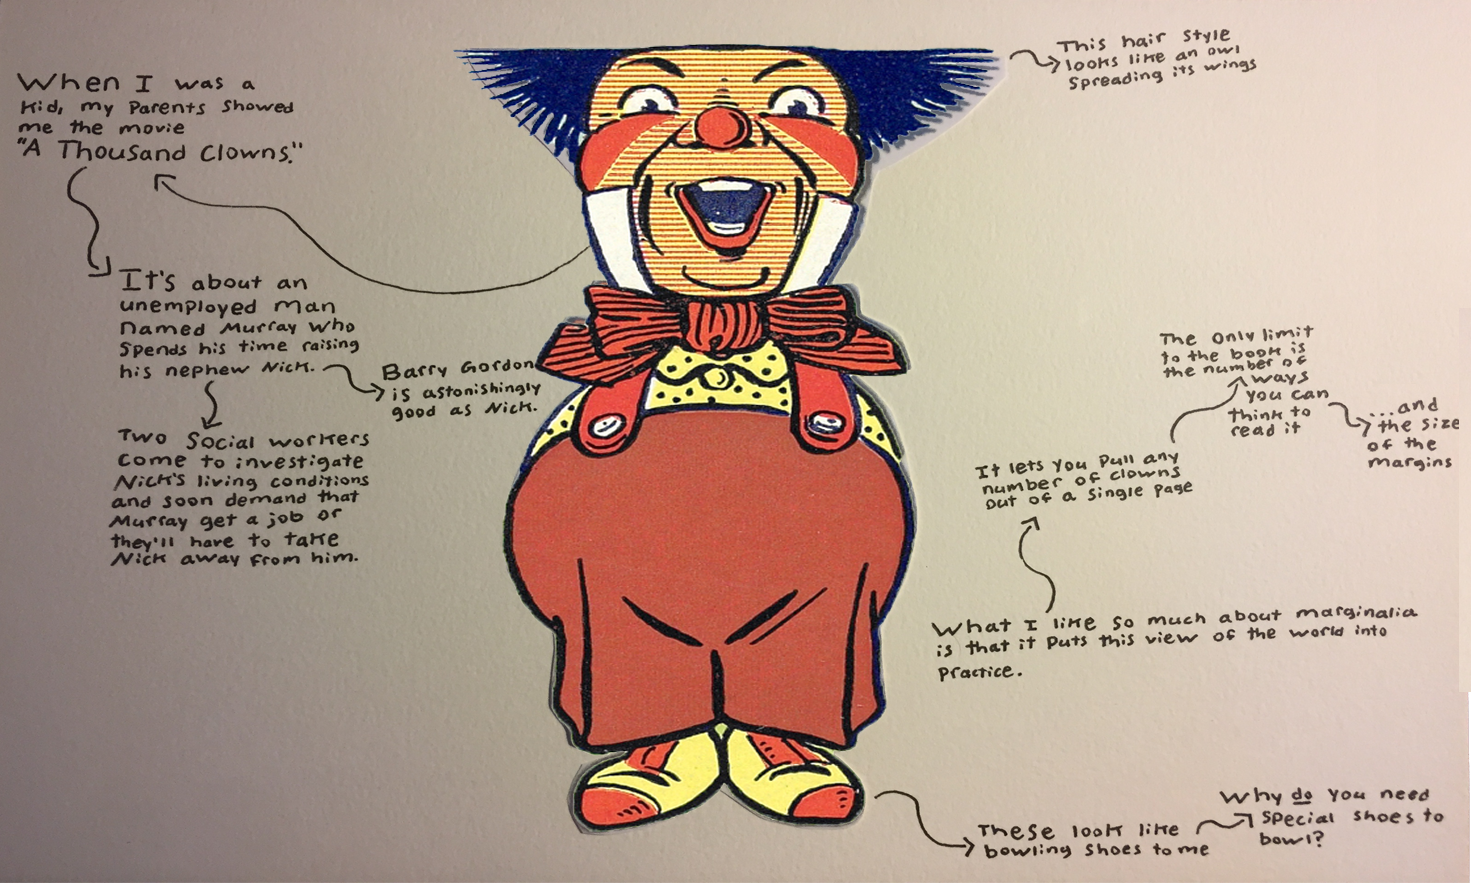 When I was a
kid, my parents showed
me the movie
"A Thousand Clowns."
It's about an
unemployed man
named Murray who
spends his time raising
his nephew Nick.
Barry Gordon
is astonishingly
good as Nick.
Two social workers
come to investigate
Nick's living conditions
and soon demand that
Murray get a job or
they'll have to take
Nick away from him.
This hair style
looks like an owl
spreading its wings
What I like so much about marginalia
is that it puts this view of the world into
practice.
It lets you pull any
number of clowns
out of a single page
The only limit
to the book is
the number of
ways
you can
think to
read it
...and
the size
of the
margins
These look like
bowling shoes to me
Why do you need
special shoes to
bowl?